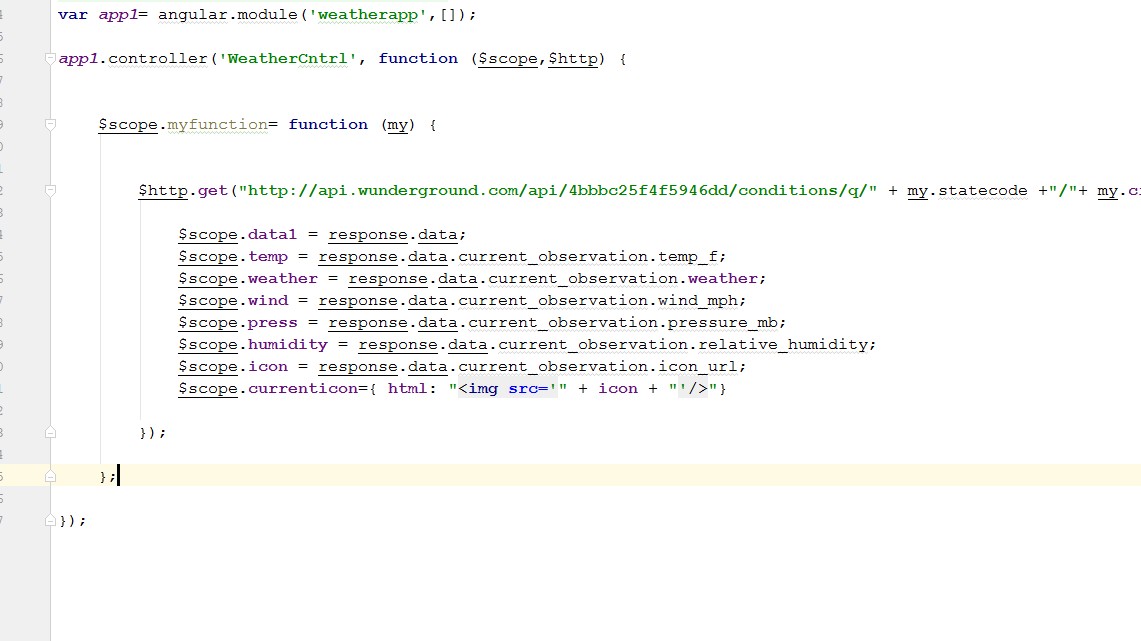 var app1= angular.module('weatherapp',[]);
app1.controller('WeatherCntrl', function ($scope,$http) {
$scope.myfunction= function (my) {
$http.get("http://api.wunderground.com/api/4bbbc25f4f5946dd/conditions/q/" + my.statecode +"/"+ my.
$scope.data1 = response.data;
$scope.temp = response.data.current_observation.temp_f;
$scope.weather = response.data.current_observation.weather;
$scope.wind = response.data.current_observation.wind_mph;
$scope.press = response.data.current_observation.pressure_mb;
$scope.humidity = response.data.current_observation.relative_humidity;
$scope.icon = response.data.current_observation.icon_url;
$scope.currenticon={ html: "<img src='" + icon + "'/>"}
});
};
});